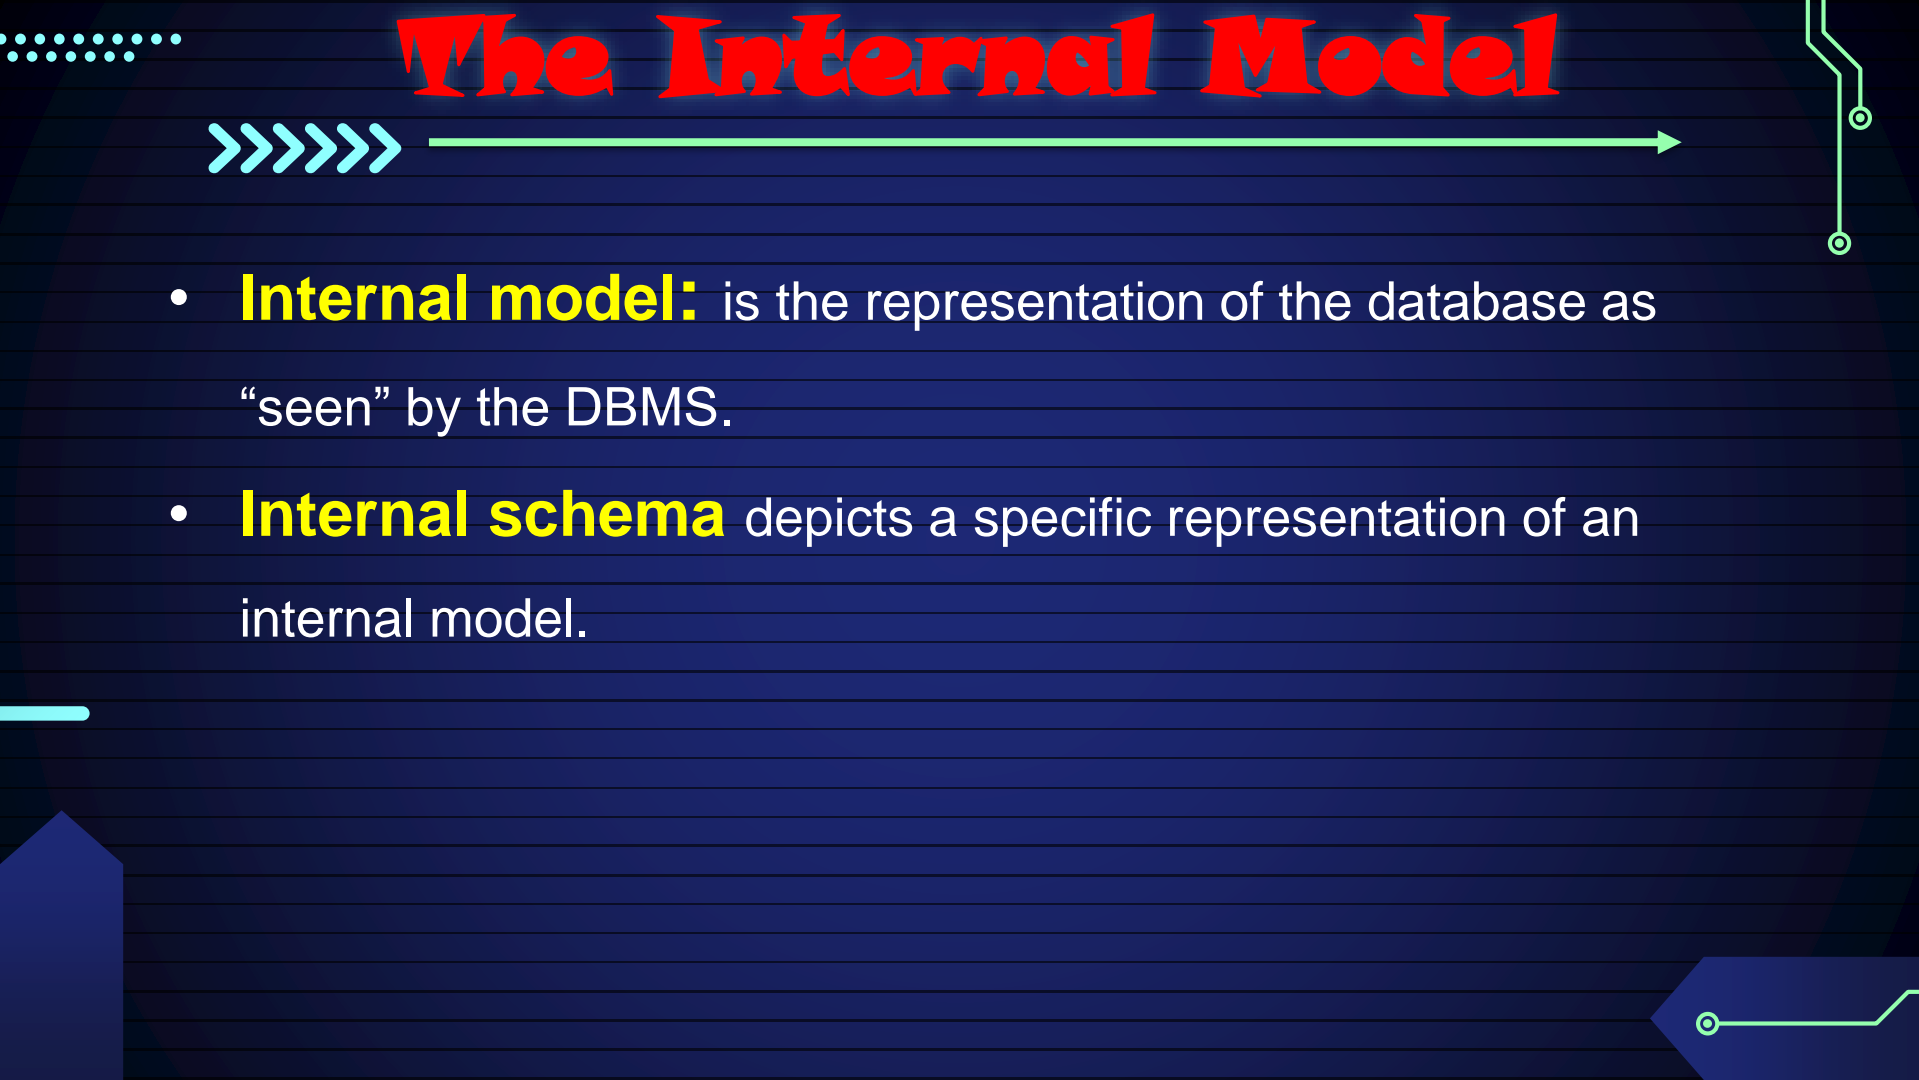 The Internal Model
• Internal model: is the representation of the database as
“seen” by the DBMS.
• Internal schema depicts a specific representation of an
internal model.